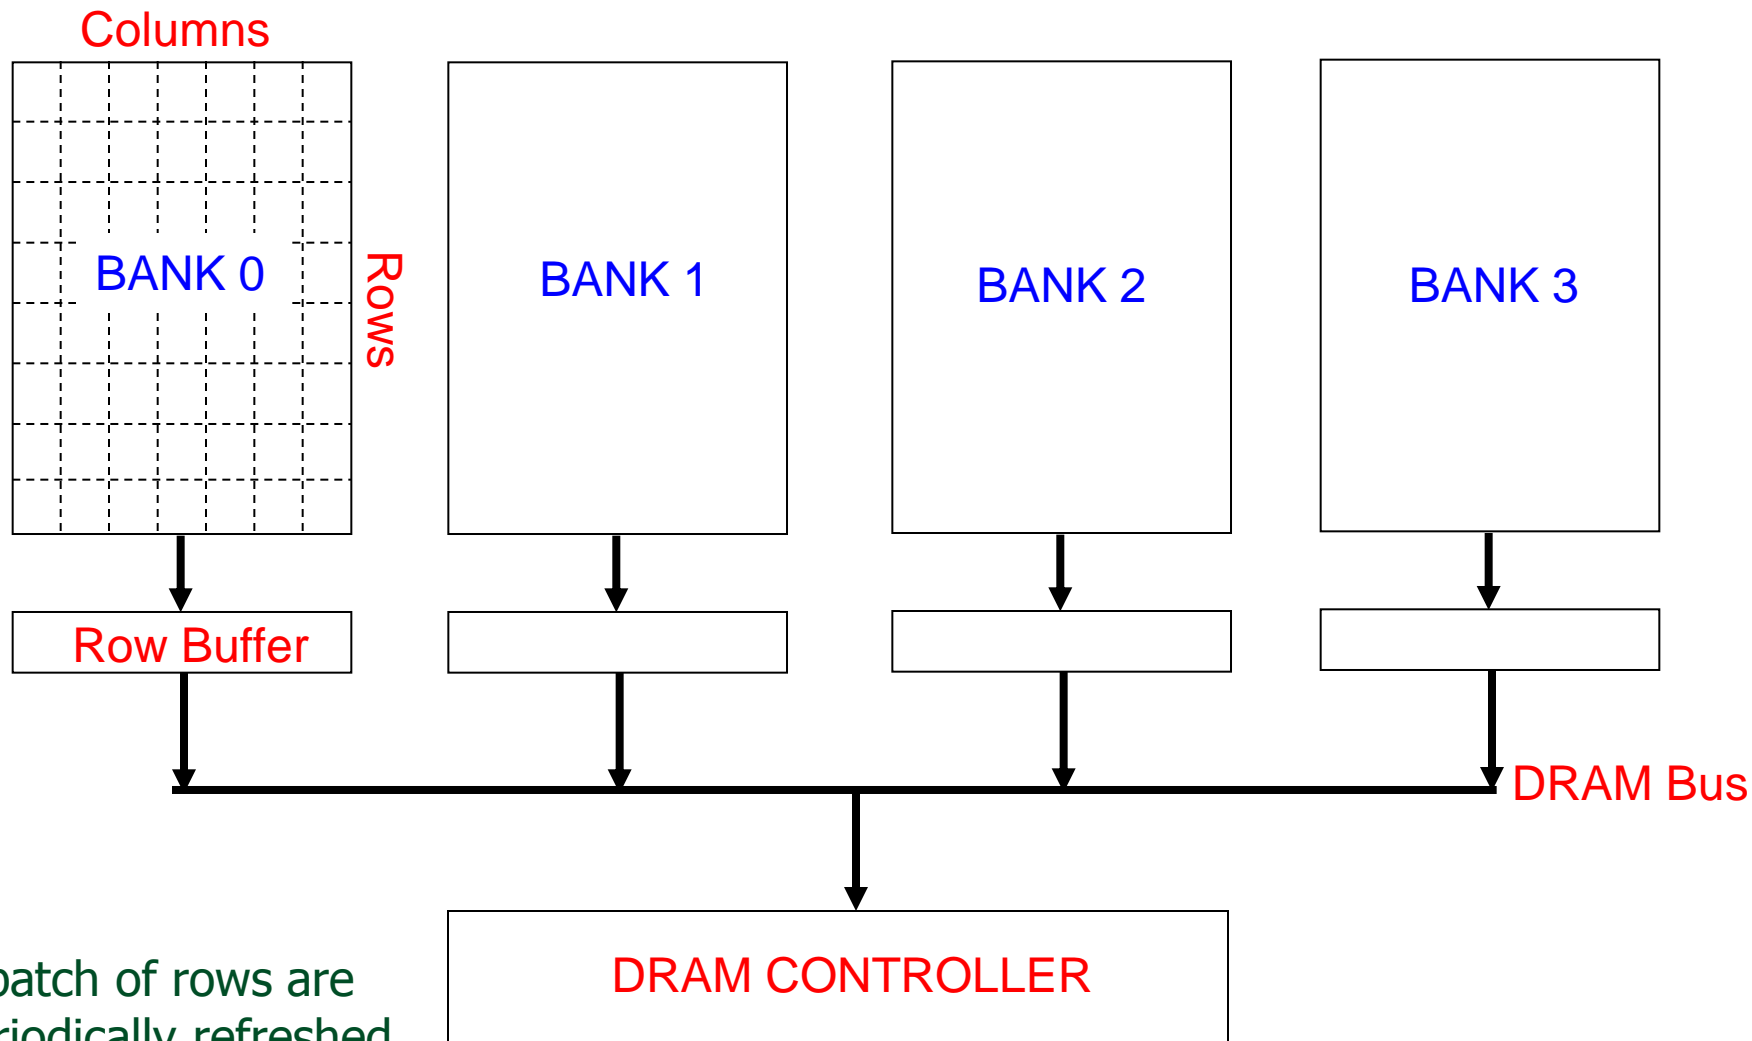 Columns
BANK 0
Rows
BANK 1
BANK 2
BANK 3
Row Buffer
DRAM Bus
DRAM CONTROLLER
batch of rows are
refreshed